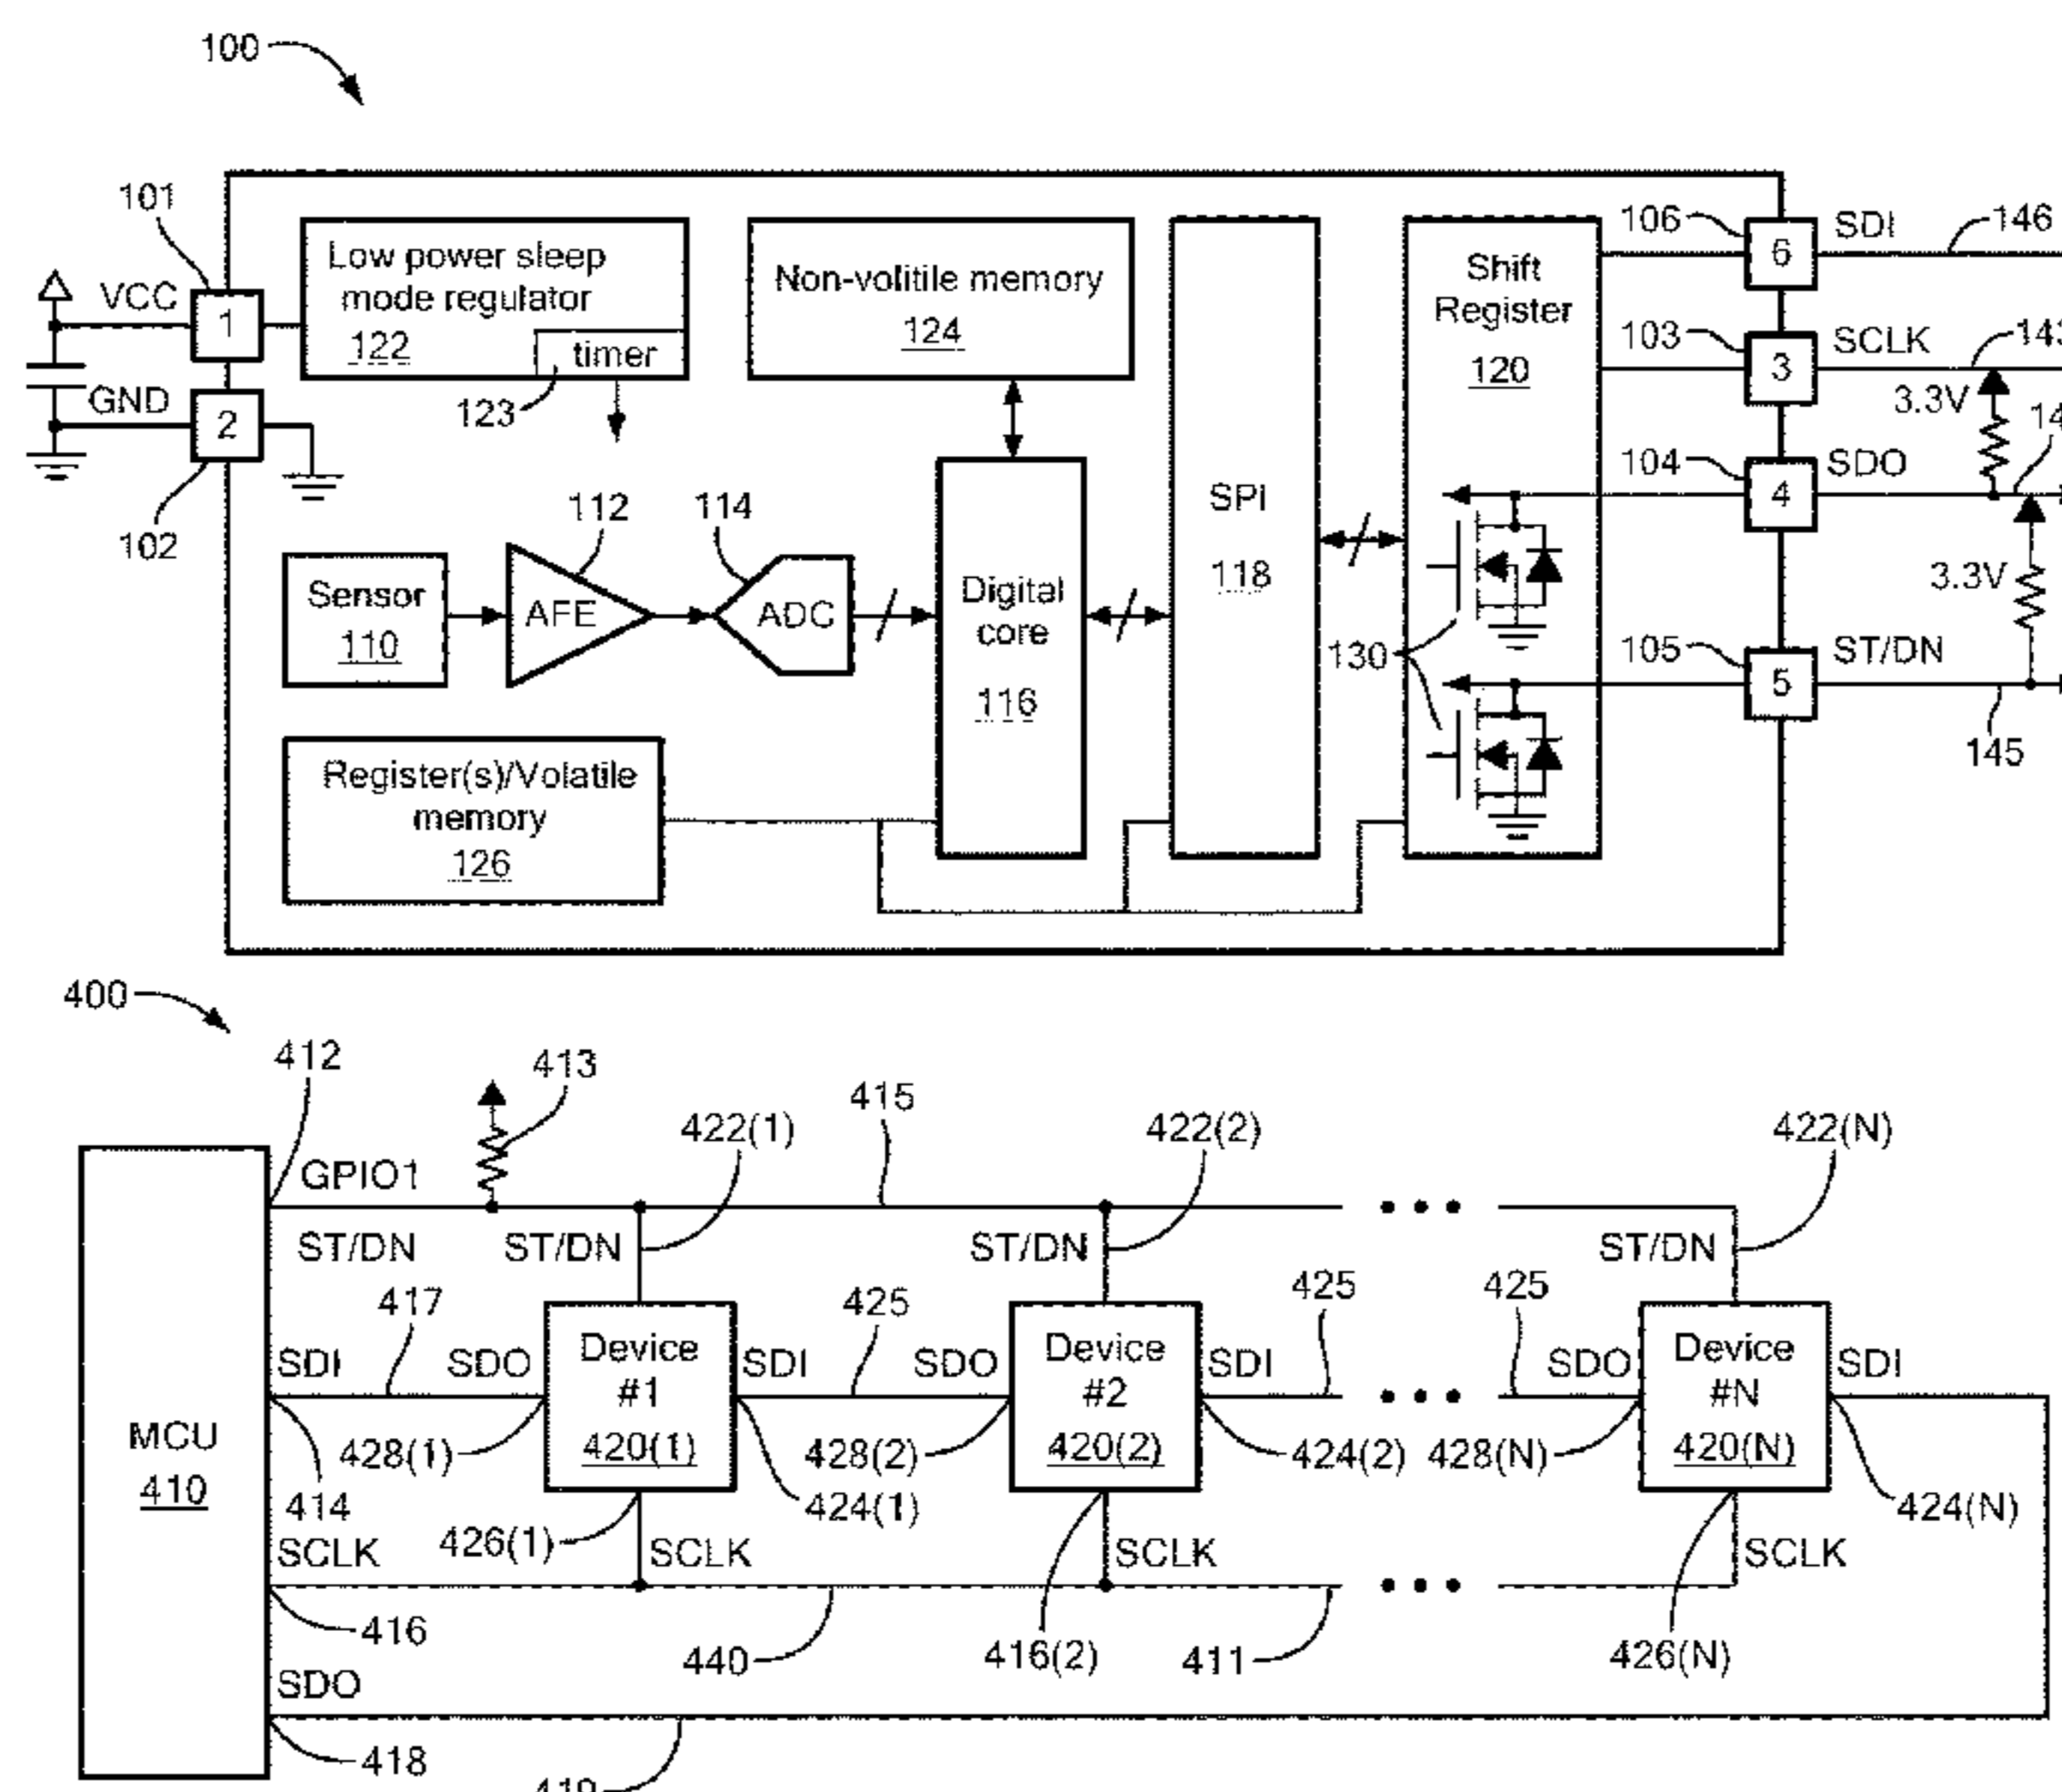 100
101
VCC
1
GND
2
102
Low power sleep
mode regulator
122
timer
123
Non-volitile memory
124
112
114
Sensor
110
AFE
ADC
Digital
core
116
SPI
118
Shift
Register
120
130
Register(s)/Volatile
memory
126
106
6
SDI
146
103
3
SCLK
3.3V
104
4
SDO
3.3V
105
5
ST/DN
145
400
412
413
415
422(1)
422(2)
422(N)
GPIO1
ST/DN
ST/DN
ST/DN
ST/DN
417
425
425
425
SDI
SDO
Device
#1
420(1)
SDI
SDO
Device
#2
420(2)
SDI
SDO
Device
#N
420(N)
SDI
MCU
410
414
428(1)
424(1)
428(2)
424(2)
428(N)
424(N)
426(1)
SCLK
SCLK
SCLK
SCLK
416
440
416(2)
411
426(N)
SDO
418